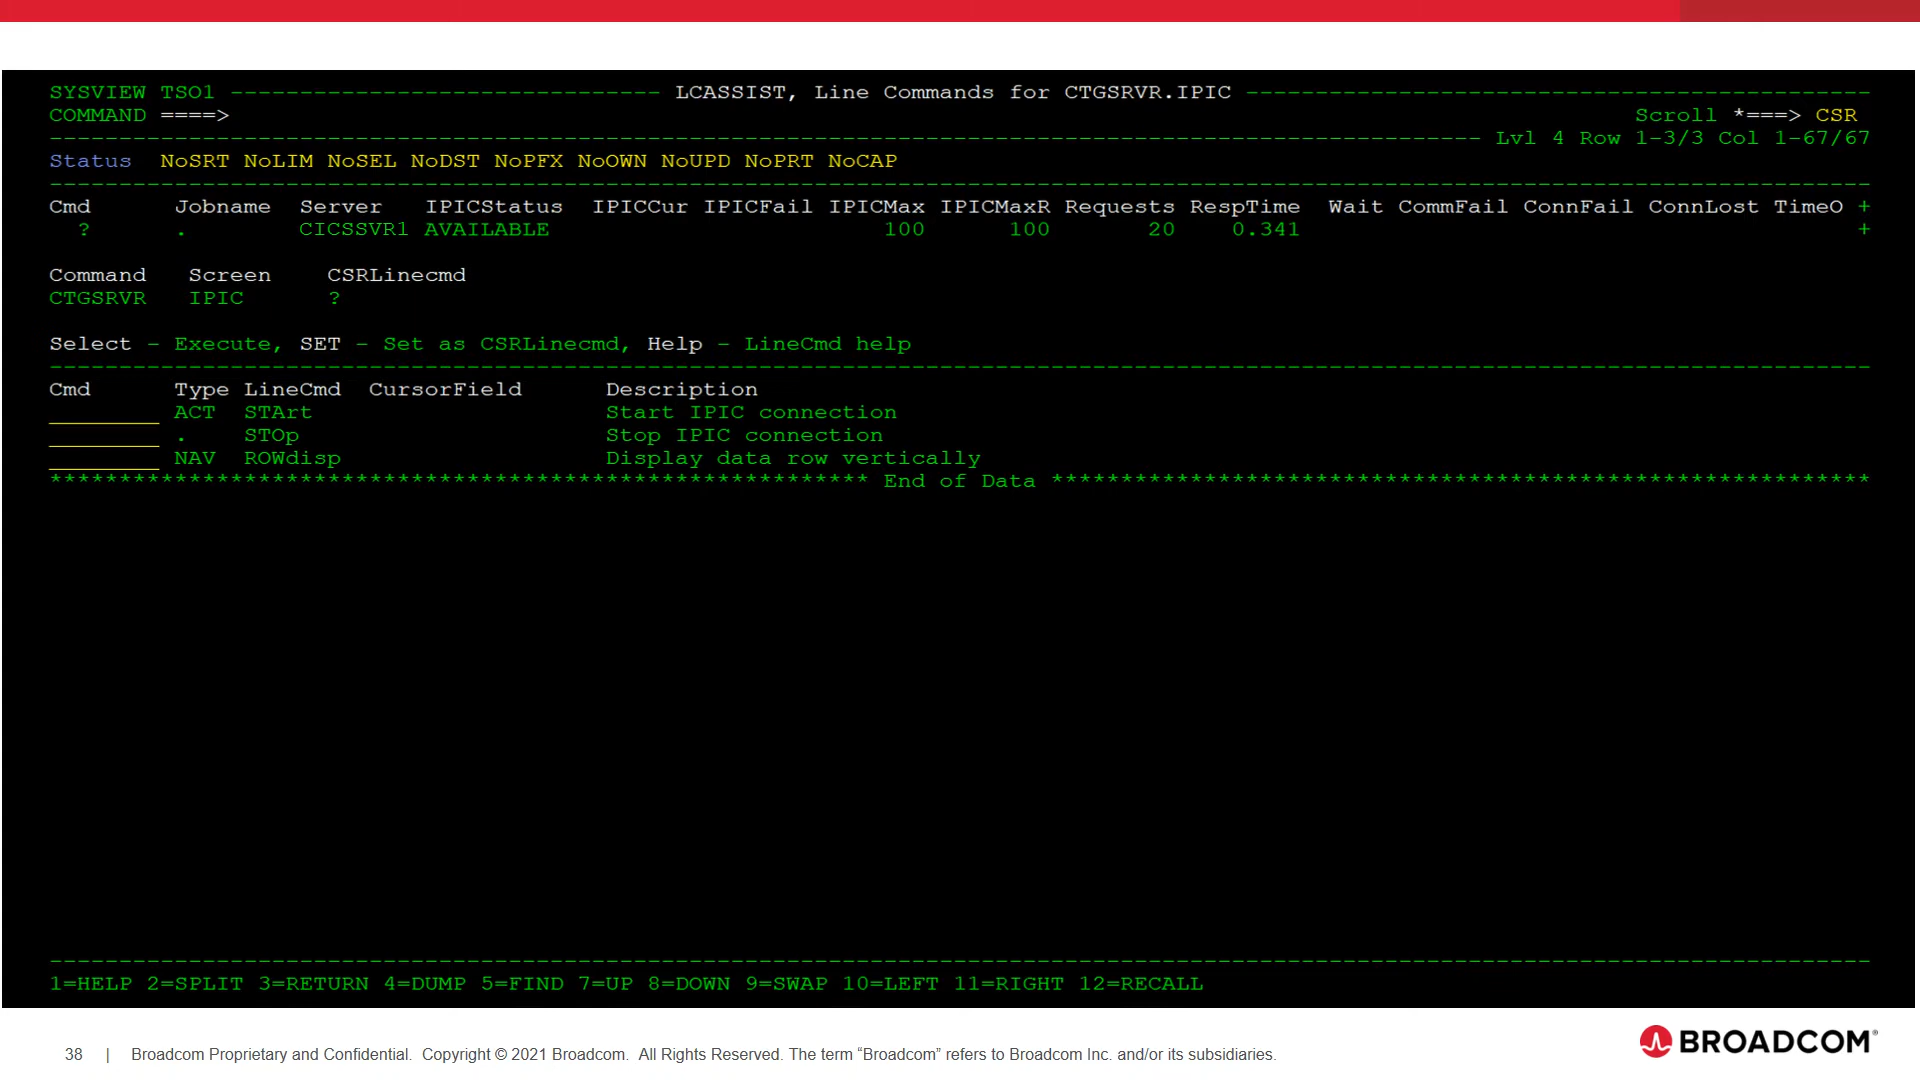 SYSVIEW TSO1 ------------------------------- LCASSIST, Line Commands for CTGSRVR.IPIC ---------------------------------------------
COMMAND ====> Scroll *===> CSR
------------------------------------------------------------------------------------------------------- Lvl 4 Row 1-3/3 Col 1-67/67
Status NoSRT NoLIM NoSEL NoDST NoPFX NoOWN NoUPD NoPRT NoCAP
-----------------------------------------------------------------------------------------------------------------------------------
Cmd Jobname Server IPICStatus IPICCur IPICFail IPICMax IPICMaxR Requests RespTime Wait CommFail ConnFail ConnLost TimeO +
? . CICSSVR1 AVAILABLE 100 100 20 0.341 +
Command Screen CSRLinecmd
CTGSRVR IPIC ?
Select - Execute, SET - Set as CSRLinecmd, Help - LineCmd help
-----------------------------------------------------------------------------------------------------------------------------------
Cmd Type LineCmd CursorField Description
________ ACT STArt Start IPIC connection
________ . STOp Stop IPIC connection
________ NAV ROWdisp Display data row vertically
*********************************************************** End of Data ***********************************************************
-----------------------------------------------------------------------------------------------------------------------------------
1=HELP 2=SPLIT 3=RETURN 4=DUMP 5=FIND 7=UP 8=DOWN 9=SWAP 10=LEFT 11=RIGHT 12=RECALL
38 | Broadcom Proprietary and Confidential. Copyright © 2021 Broadcom. All Rights Reserved. The term “Broadcom” refers to Broadcom Inc. and/or its subsidiaries.
BROADCOM®